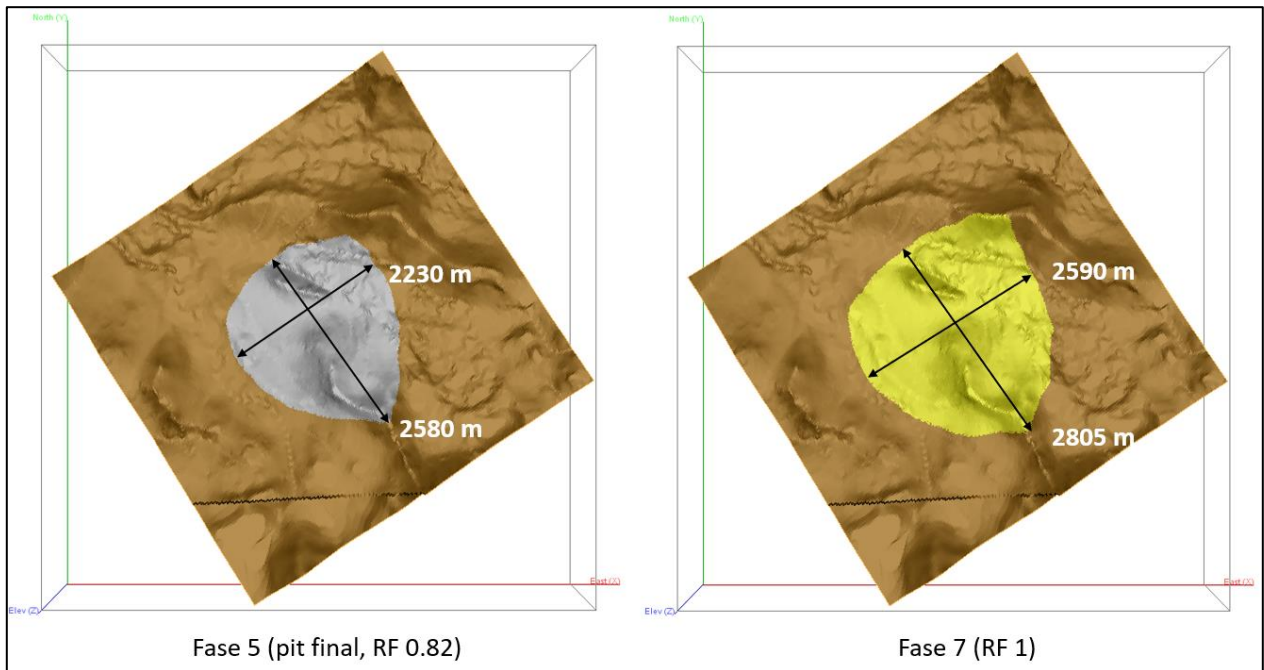 North (Y)
2230 m
2580 m
East (X)
Elev (Z)
Fase 5 (pit final, RF 0.82)
North (Y)
2590 m
2805 m
East (X)
Elev (Z)
Fase 7 (RF 1)